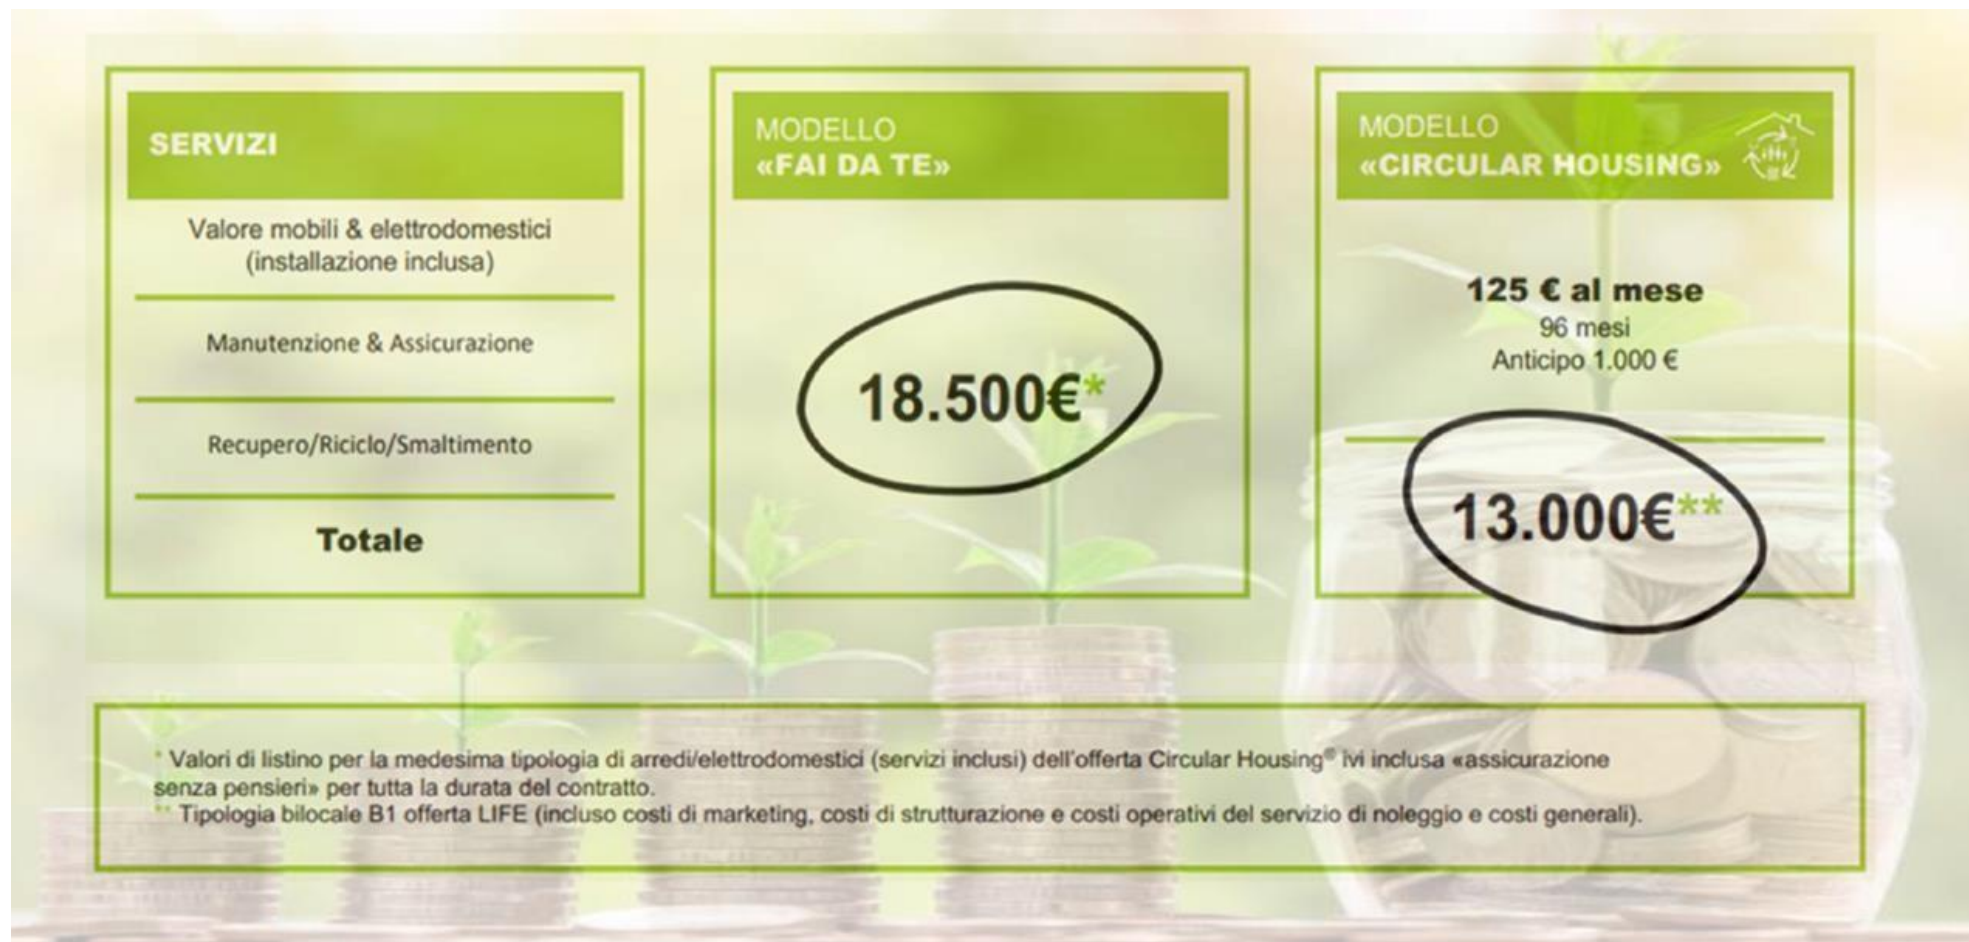 SERVIZI
Valore mobili & elettrodomestici
(installazione inclusa)
Manutenzione & Assicurazione
Recupero/Riciclo/Smaltimento
Totale
MODELLO
«FAI DA TE»
18.500€*
MODELLO
«CIRCULAR HOUSING»
125 € al mese
96 mesi
Anticipo 1.000 €
13.000€**
* Valori di listino per la medesima tipologia di arredi/elettrodomestici (servizi inclusi) dell'offerta Circular Housing® ivi inclusa «assicurazione
senza pensieri» per tutta la durata del contratto.
** Tipologia bilocale B1 offerta LIFE (incluso costi di marketing, costi di strutturazione e costi operativi del servizio di noleggio e costi generali).